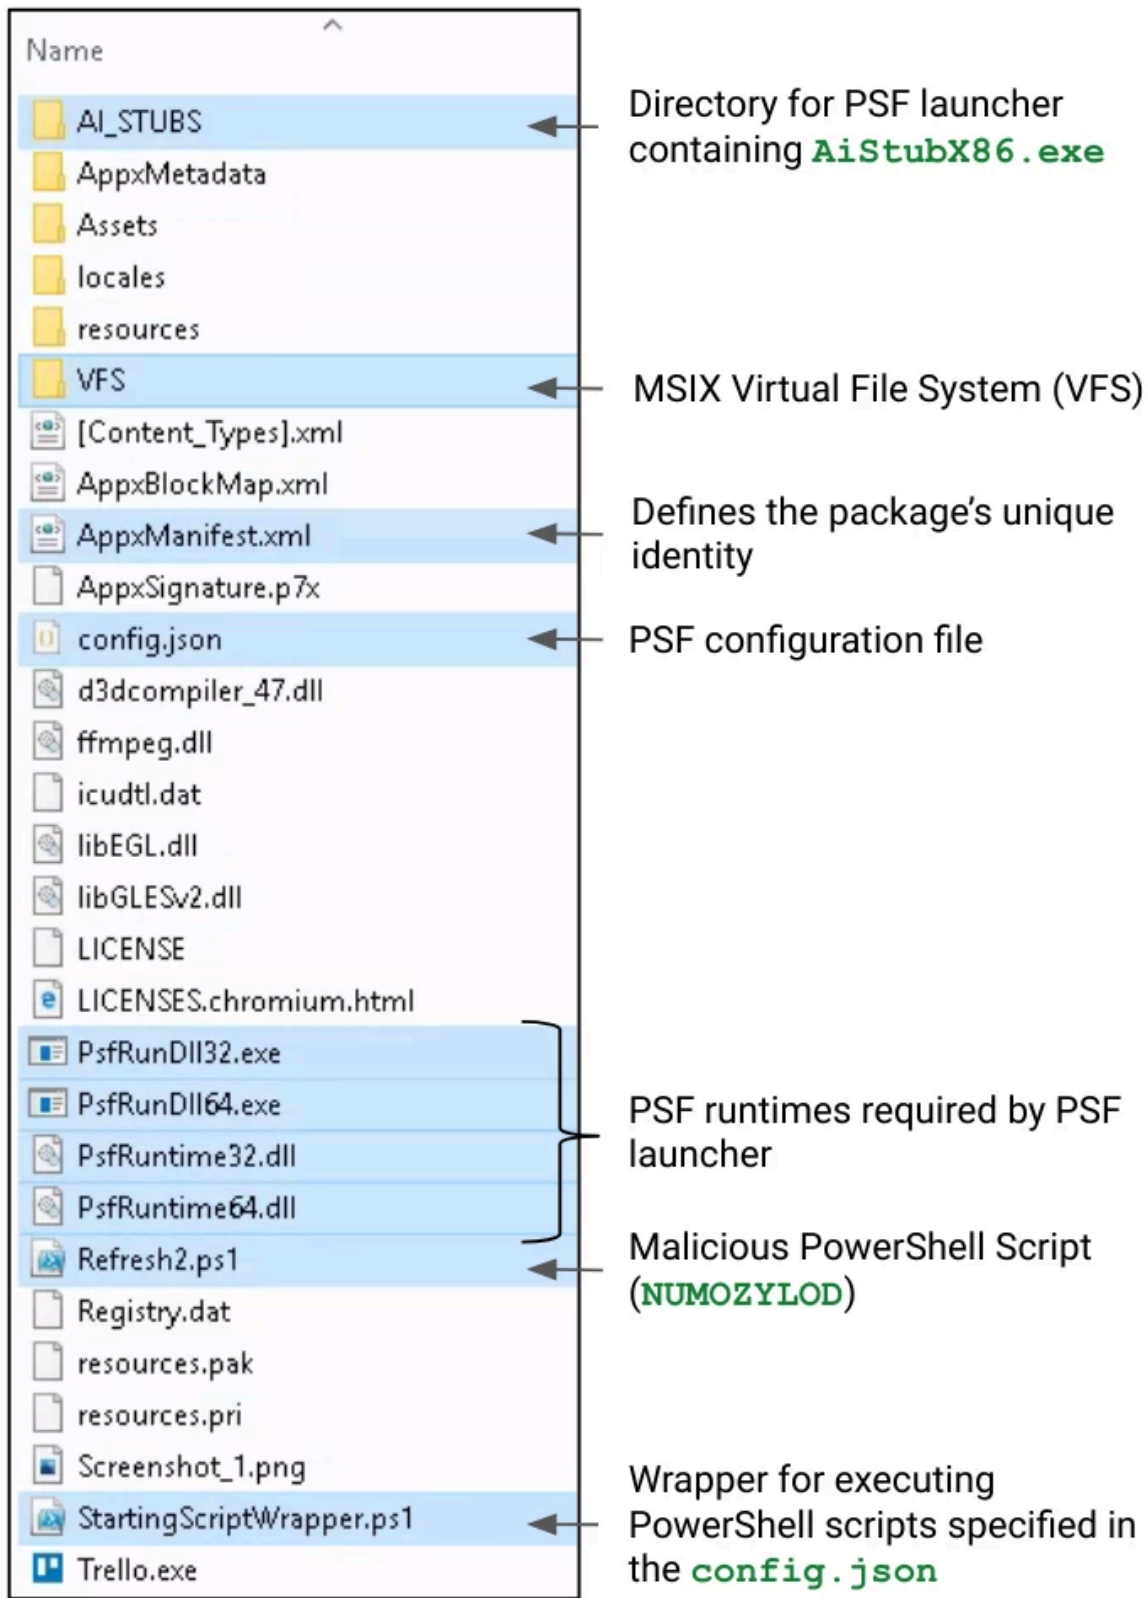 Name
AI_STUBS
Directory for PSF launcher
containing AiStubX86.exe
AppxMetadata
Assets
locales
resources
VFS
MSIX Virtual File System (VFS)
[Content_Types].xml
AppxBlockMap.xml
AppxManifest.xml
Defines the package’s unique
identity
AppxSignature.p7x
config.json
PSF configuration file
d3dcompiler_47.dll
ffmpeg.dll
icudtl.dat
libEGL.dll
libGLESv2.dll
LICENSE
LICENSES.chromium.html
PsfRunDll32.exe
PsfRunDll64.exe
PsfRuntime32.dll
PsfRuntime64.dll
PSF runtimes required by PSF
launcher
Refresh2.ps1
Malicious PowerShell Script
(NUMOZYLOD)
Registry.dat
resources.pak
resources.pri
Screenshot_1.png
StartingScriptWrapper.ps1
Wrapper for executing
PowerShell scripts specified in
the config.json
Trello.exe